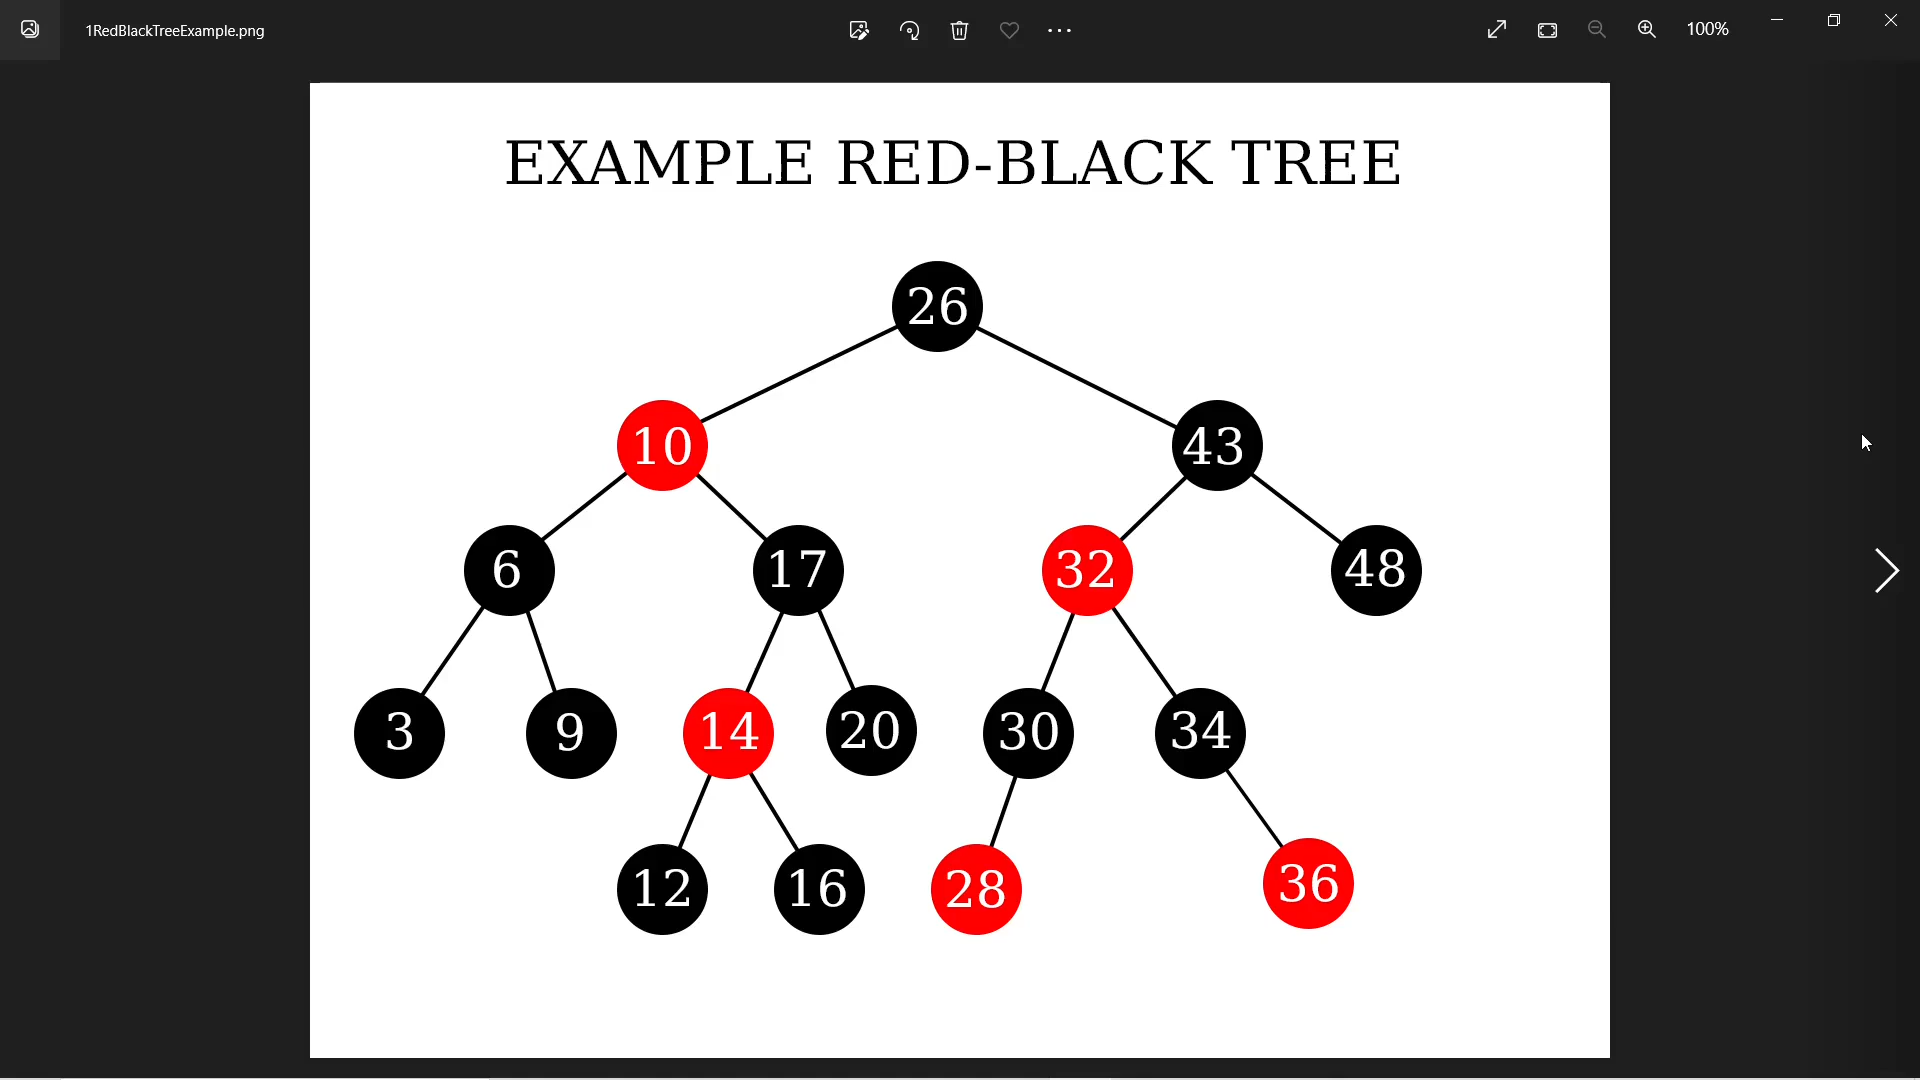 1RedBlackTreeExample.png
100%
EXAMPLE RED-BLACK TREE
26
10 43
6 17 32 48
3 9 14 20 30 34
12 16 28 36